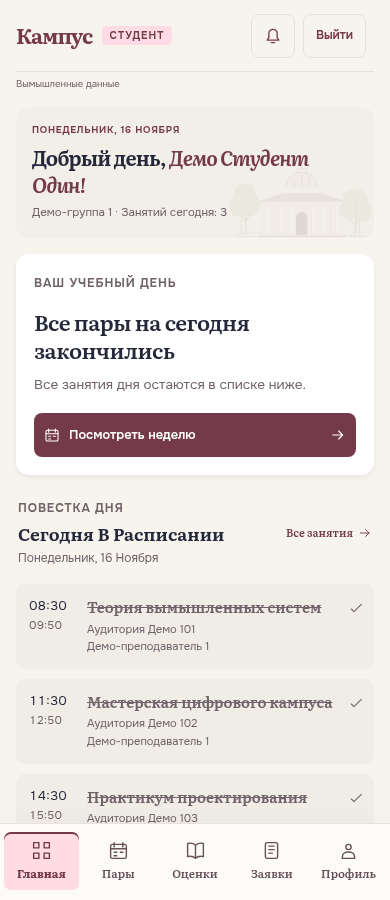 Кампус СТУДЕНТ Выйти
Вымышленные данные
ПОНЕДЕЛЬНИК, 16 НОЯБРЯ
Добрый день, Демо Студент
Один!
Демо-группа 1 · Занятий сегодня: 3
ВАШ УЧЕБНЫЙ ДЕНЬ
Все пары на сегодня
закончились
Все занятия дня остаются в списке ниже.
Посмотреть неделю
ПОВЕСТКА ДНЯ
Сегодня В Расписании Все занятия
Понедельник, 16 Ноября
08:30 Теория вымышленных систем
09:50 Аудитория Демо 101
Демо-преподаватель 1
11:30 Мастерская цифрового кампуса
12:50 Аудитория Демо 102
Демо-преподаватель 1
14:30 Практикум проектирования
15:50 Аудитория Демо 103
Главная Пары Оценки Заявки Профиль